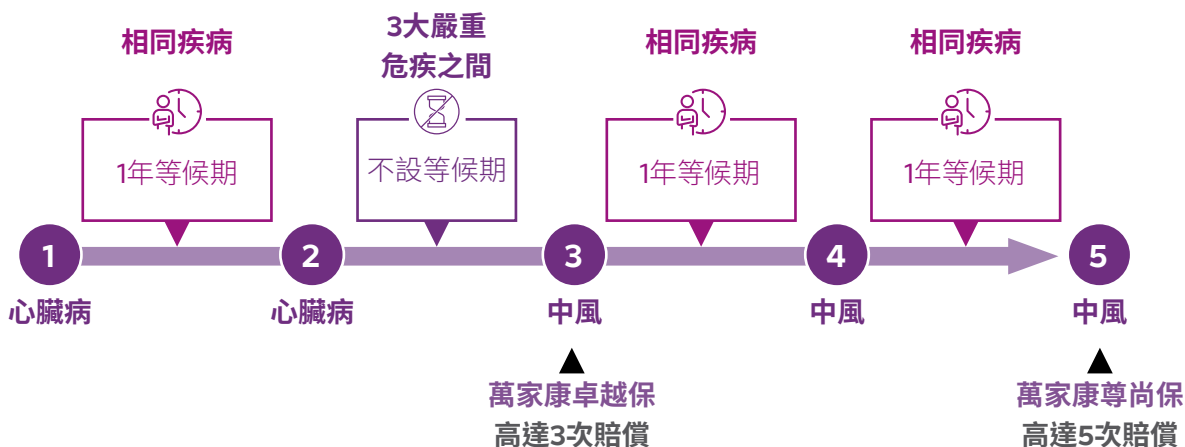 相同疾病
3大嚴重
危疾之間
相同疾病
相同疾病
1年等候期
不設等候期
1年等候期
1年等候期
1
2
3
4
5
心臟病
心臟病
中風
中風
中風
萬家康卓越保
高達3次賠償
萬家康尊尚保
高達5次賠償